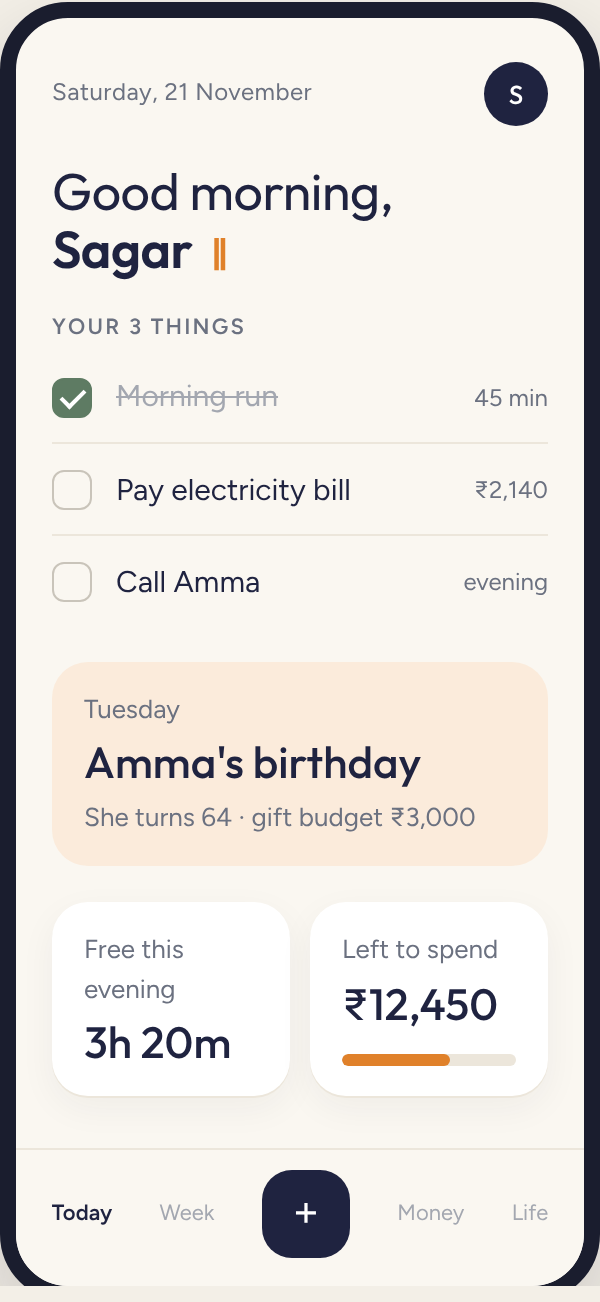 Saturday, 21 November
S
Good morning,
Sagar
YOUR 3 THINGS
Morning run 45 min
Pay electricity bill ₹2,140
Call Amma evening
Tuesday
Amma's birthday
She turns 64 · gift budget ₹3,000
Free this
evening
3h 20m
Left to spend
₹12,450
Today Week + Money Life